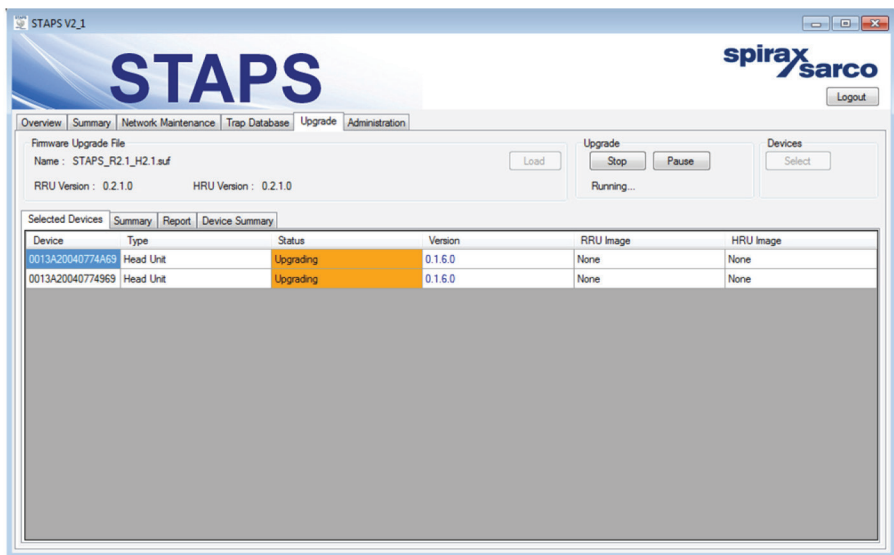 STAPS V2_1
STAPS
spirax
sarco
Logout
Overview Summary Network Maintenance Trap Database Upgrade Administration
Firmware Upgrade File
Name : STAPS_R2.1_H2.1.suf
Load
RRU Version : 0.2.1.0 HRU Version : 0.2.1.0
Upgrade
Stop Pause
Running...
Devices
Select
Selected Devices Summary Report Device Summary
Device Type Status Version RRU Image HRU Image
0013A20040774A69 Head Unit Upgrading 0.1.6.0 None None
0013A20040774969 Head Unit Upgrading 0.1.6.0 None None